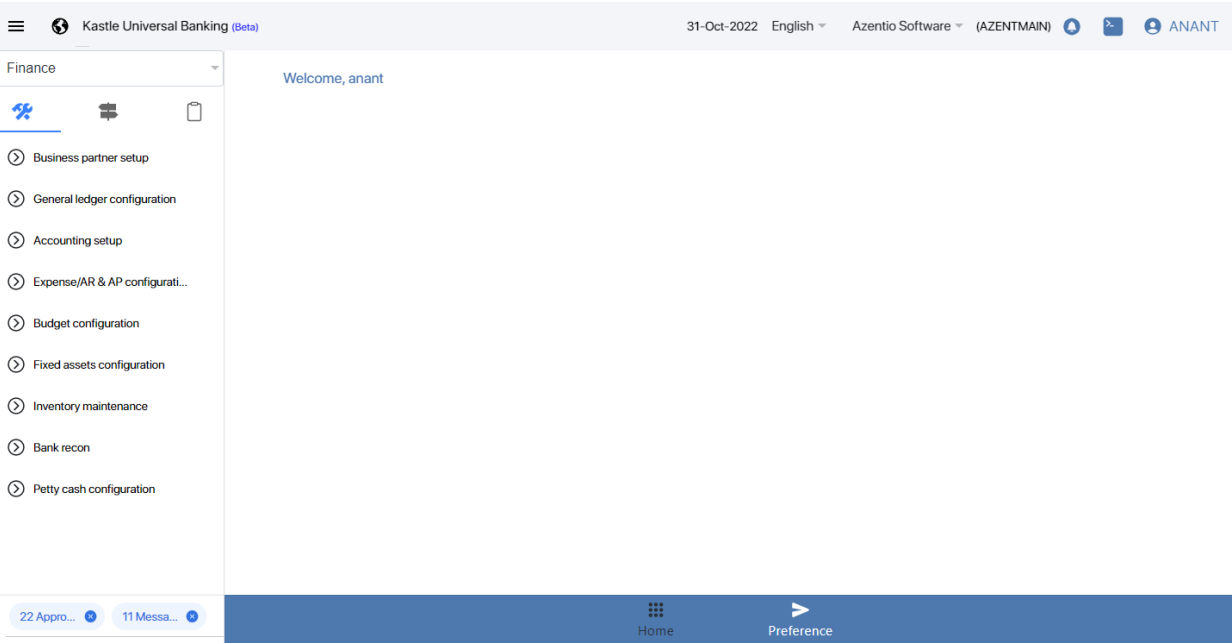 Kastle Universal Banking (Beta) 31-Oct-2022 English Azentio Software (AZENTMAIN) ANANT
Finance
Welcome, anant
Business partner setup
General ledger configuration
Accounting setup
Expense/AR & AP configurati...
Budget configuration
Fixed assets configuration
Inventory maintenance
Bank recon
Petty cash configuration
22 Appro... 11 Messa...
Home Preference